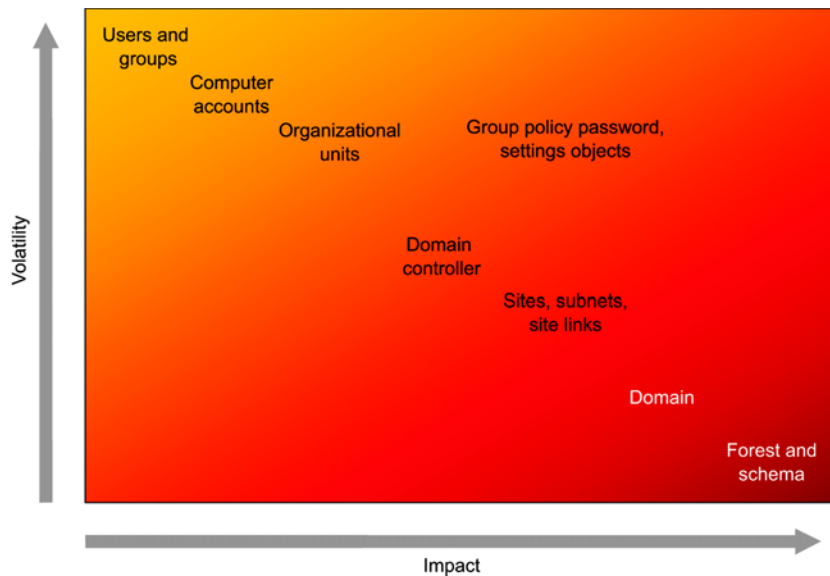 Users and
groups
Computer
accounts
Organizational
units
Group policy password,
settings objects
Domain
controller
Sites, subnets,
site links
Domain
Forest and
schema
Volatility
Impact